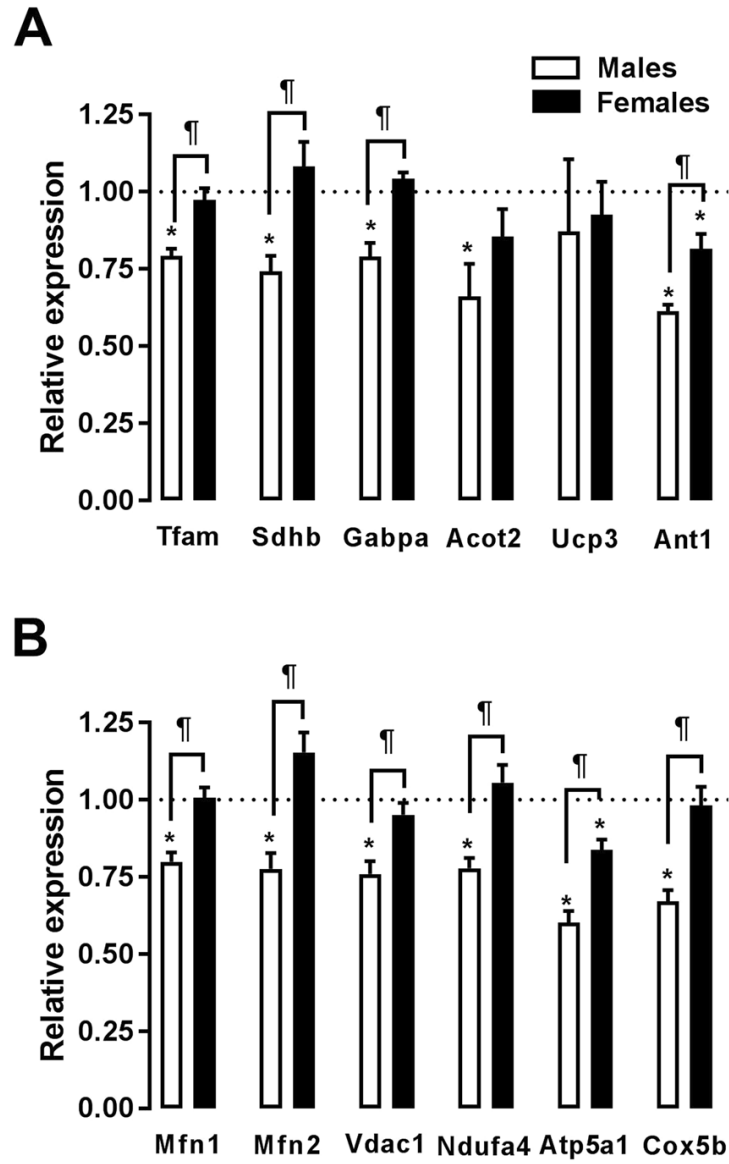 A
Males
Females
¶ ¶ ¶ ¶
1.25
1.00
0.75
0.50
0.25
0.00
Relative expression
* * * * * *
Tfam Sdhb Gabpa Acot2 Ucp3 Ant1
B
¶ ¶ ¶ ¶ ¶ ¶
1.25
1.00
0.75
0.50
0.25
0.00
Relative expression
* * * * * * *
Mfn1 Mfn2 Vdac1 Ndufa4 Atp5a1 Cox5b